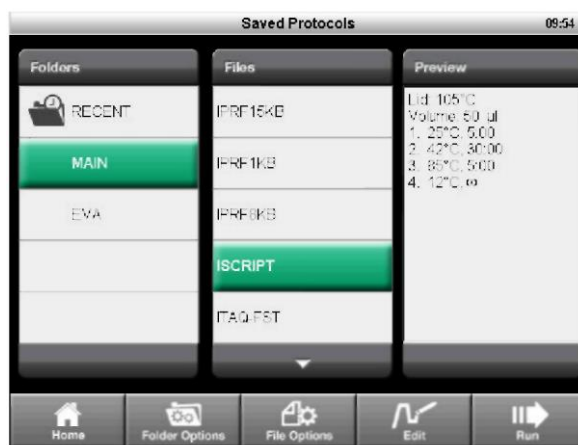 Saved Protocols
09:54
Folders
Files
Preview
RECENT
MAIN
EVA
IPRF15KB
IPRF1KB
IPRF8KB
ISCRIPT
ITAQ-FST
Lid: 105°C
Volume: 50 µl
1. 25°C, 5:00
2. 42°C, 30:00
3. 85°C, 5:00
4. 12°C, ∞
Home
Folder Options
File Options
Edit
Run